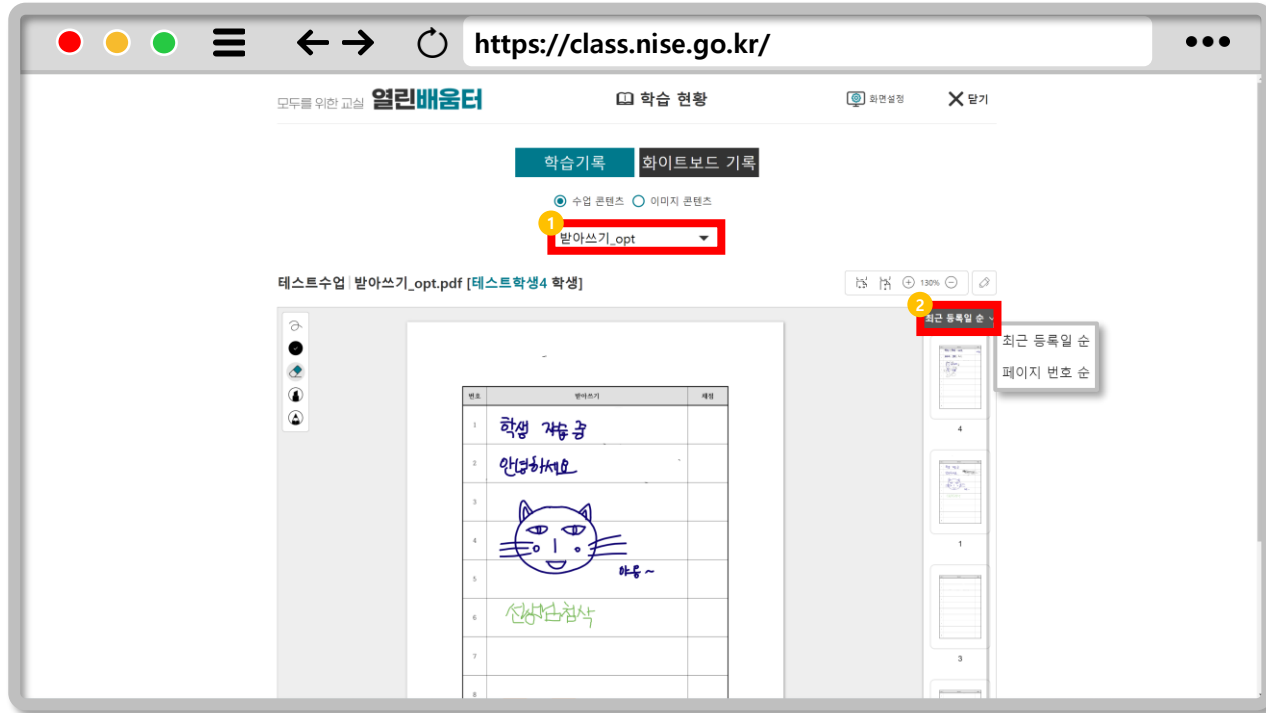 https://class.nise.go.kr/
모두를 위한 교실 열린배움터
학습 현황
화면설정
닫기
학습기록
화이트보드 기록
수업 콘텐츠
이미지 콘텐츠
1
받아쓰기_opt
테스트수업 받아쓰기_opt.pdf [테스트학생4 학생]
130%
2
최근 등록일 순
최근 등록일 순
페이지 번호 순
번호 받아쓰기 채점
1 학생 자습 중
2 안녕하세요
3
4
5 야옹~
6 선생님첨삭
7
8
4
1
3